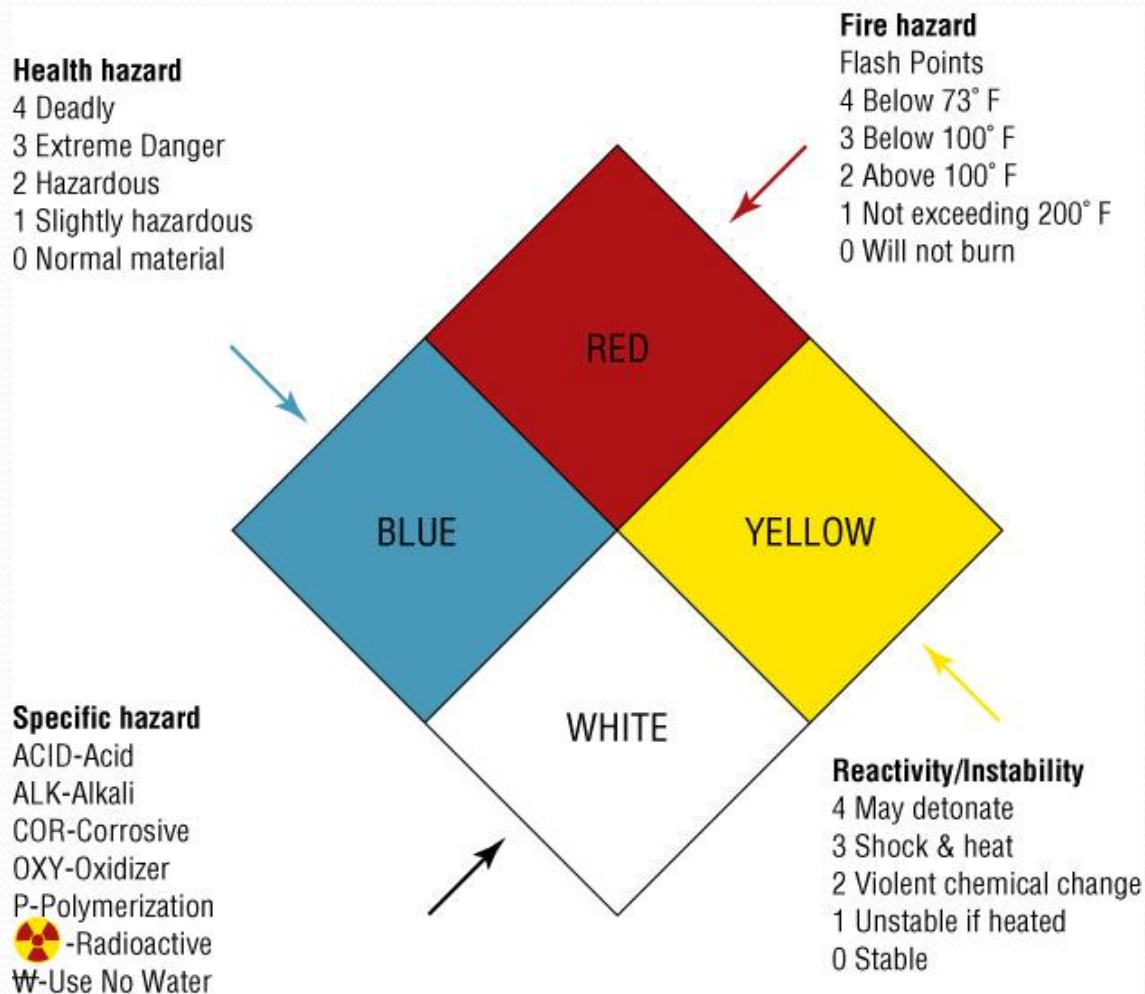 Health hazard
4 Deadly
3 Extreme Danger
2 Hazardous
1 Slightly hazardous
0 Normal material
Fire hazard
Flash Points
4 Below 73° F
3 Below 100° F
2 Above 100° F
1 Not exceeding 200° F
0 Will not burn
RED
BLUE
YELLOW
WHITE
Specific hazard
ACID-Acid
ALK-Alkali
COR-Corrosive
OXY-Oxidizer
P-Polymerization
-Radioactive
W̶-Use No Water
Reactivity/Instability
4 May detonate
3 Shock & heat
2 Violent chemical change
1 Unstable if heated
0 Stable